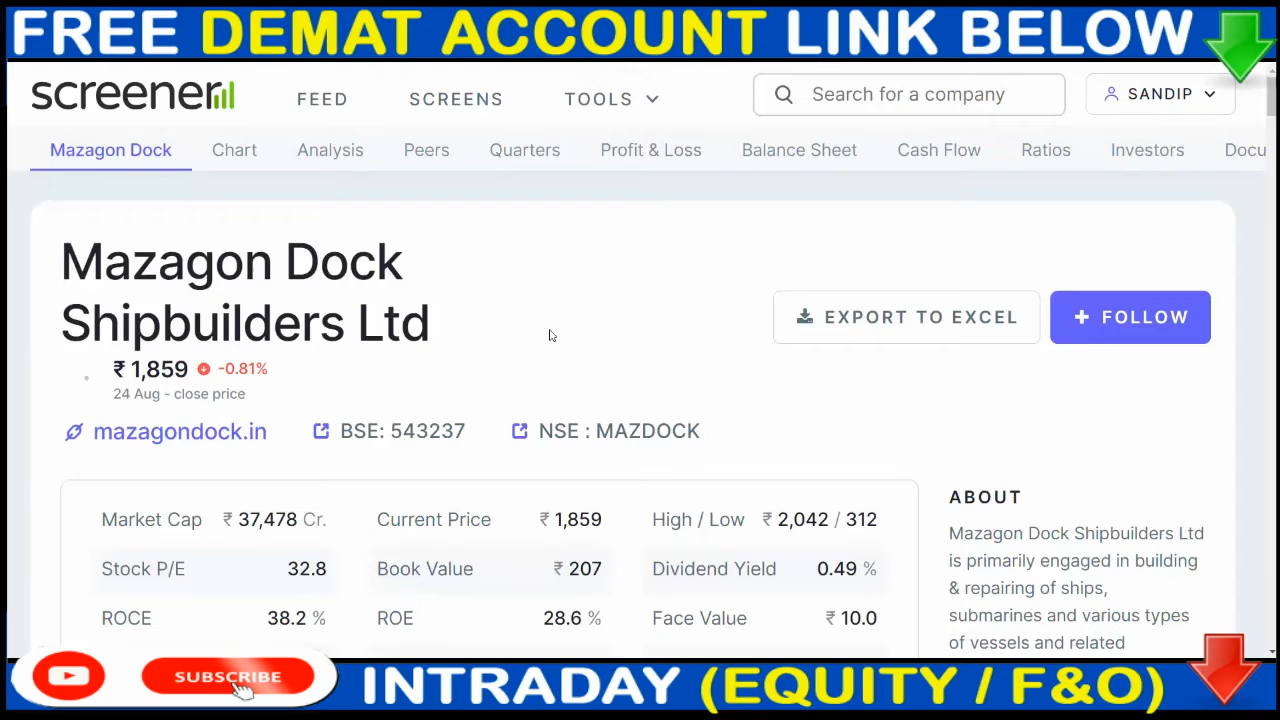 FREE DEMAT ACCOUNT LINK BELOW
screener
FEED SCREENS TOOLS
Search for a company
SANDIP
Mazagon Dock Chart Analysis Peers Quarters Profit & Loss Balance Sheet Cash Flow Ratios Investors Docu
Mazagon Dock
Shipbuilders Ltd
EXPORT TO EXCEL
+ FOLLOW
₹ 1,859 -0.81%
24 Aug - close price
mazagondock.in BSE: 543237 NSE : MAZDOCK
Market Cap ₹ 37,478 Cr. Current Price ₹ 1,859 High / Low ₹ 2,042 / 312
Stock P/E 32.8 Book Value ₹ 207 Dividend Yield 0.49 %
ROCE 38.2 % ROE 28.6 % Face Value ₹ 10.0
ABOUT
Mazagon Dock Shipbuilders Ltd
is primarily engaged in building
& repairing of ships,
submarines and various types
of vessels and related
SUBSCRIBE
INTRADAY (EQUITY / F&O)